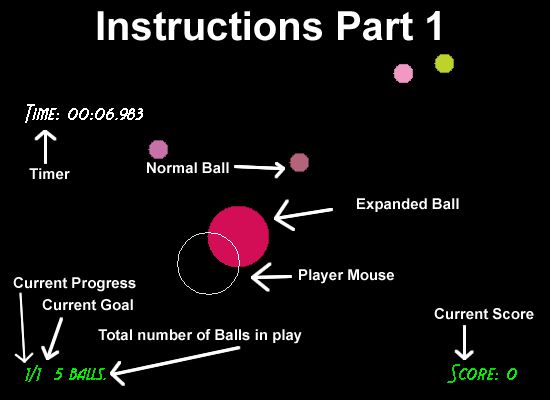 Instructions Part 1
TIME: 00:06.983
Timer
Normal Ball
Expanded Ball
Player Mouse
Current Progress
Current Goal
Total number of Balls in play
Current Score
1/1 5 BALLS.
SCORE: 0